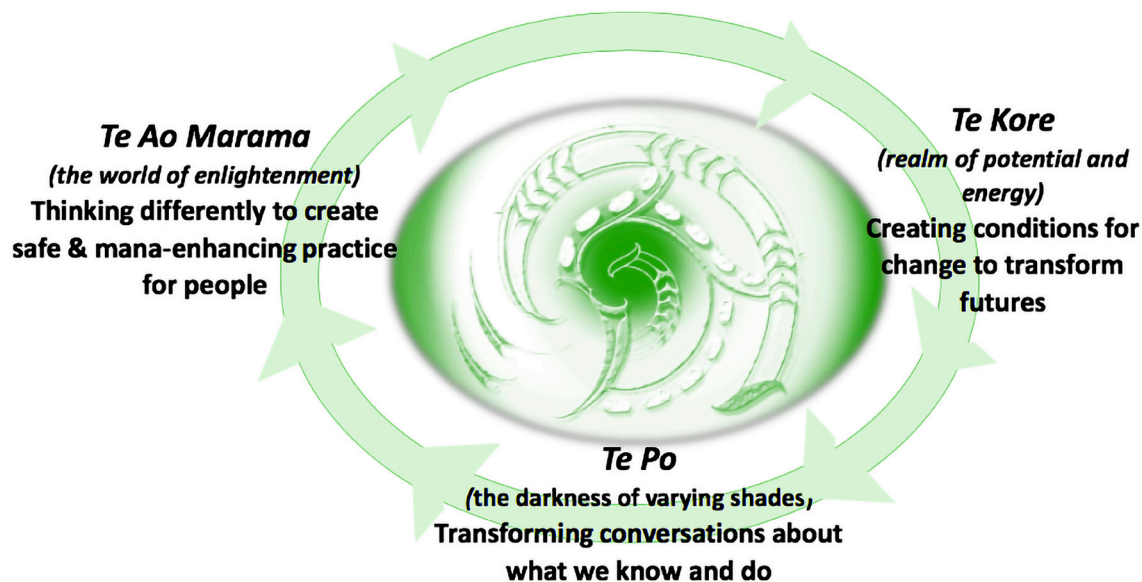 Te Ao Marama
(the world of enlightenment)
Thinking differently to create
safe & mana-enhancing practice
for people
Te Kore
(realm of potential and
energy)
Creating conditions for
change to transform
futures
Te Po
(the darkness of varying shades,
Transforming conversations about
what we know and do